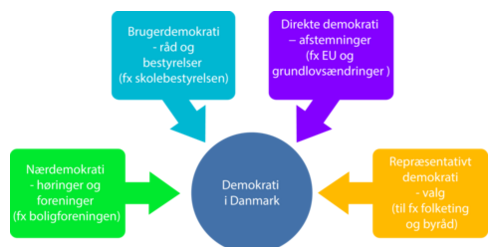 Brugerdemokrati
- råd og
bestyrelser
(fx skolebestyrelsen)
Direkte demokrati
– afstemninger
(fx EU og
grundlovsændringer )
Nærdemokrati
- høringer og
foreninger
(fx boligforeningen)
Demokrati
i Danmark
Repræsentativt
demokrati
- valg
(til fx folketing
og byråd)